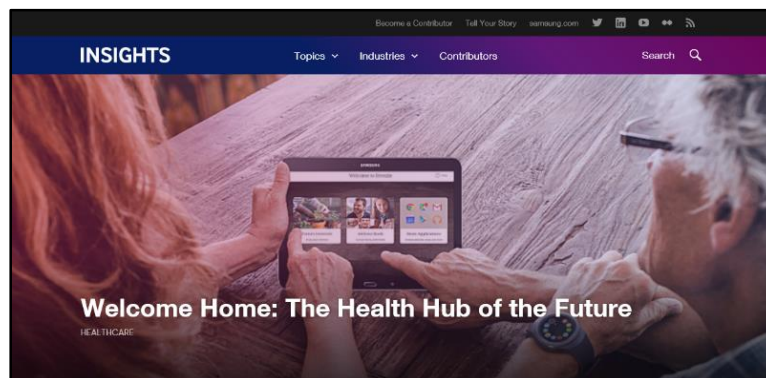 Become a Contributor Tell Your Story samsung.com
INSIGHTS Topics Industries Contributors Search
SAMSUNG
Welcome Home: The Health Hub of the Future
HEALTHCARE